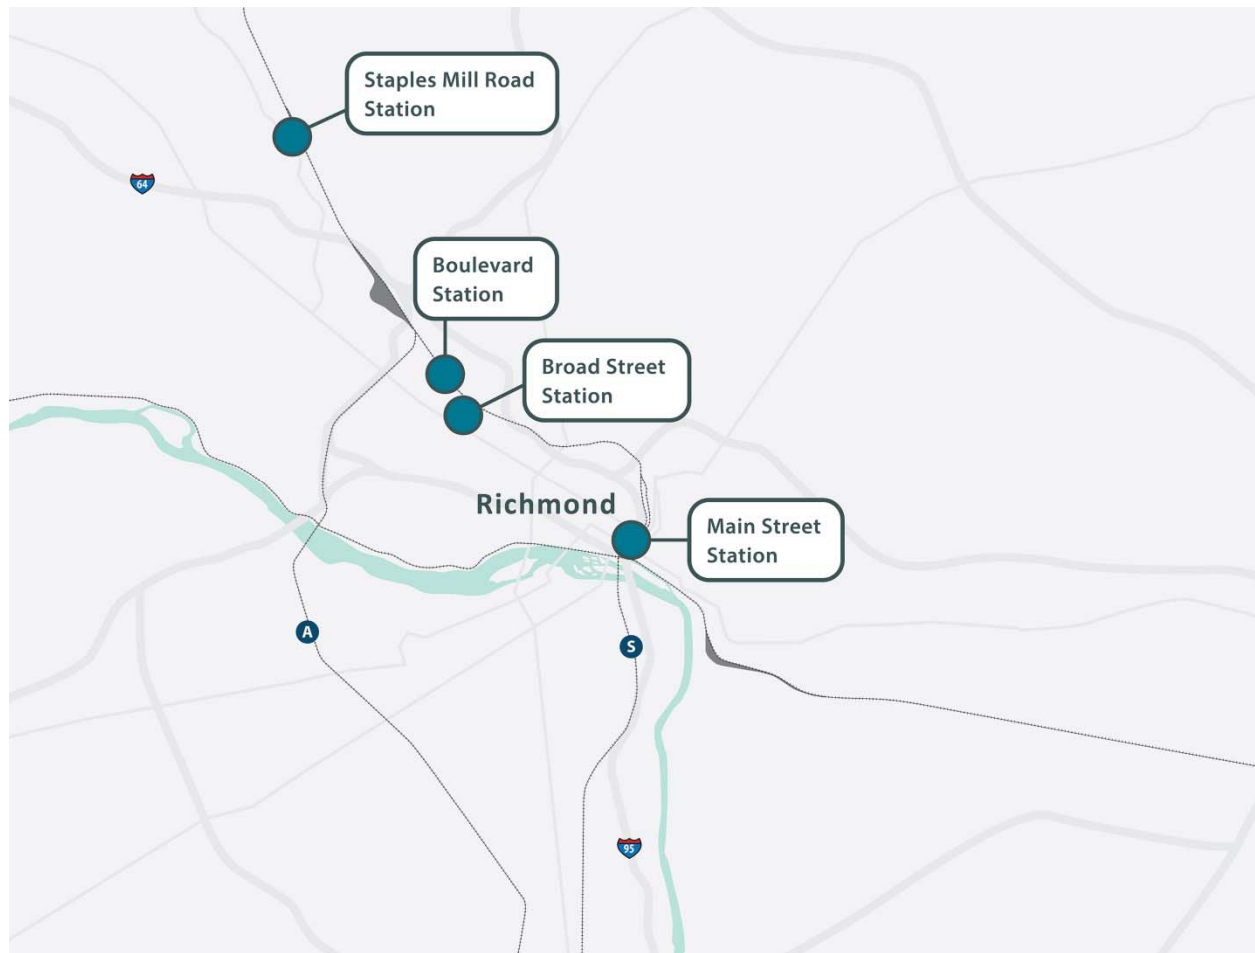 Staples Mill Road
Station
64
Boulevard
Station
Broad Street
Station
Richmond
Main Street
Station
A
S
95